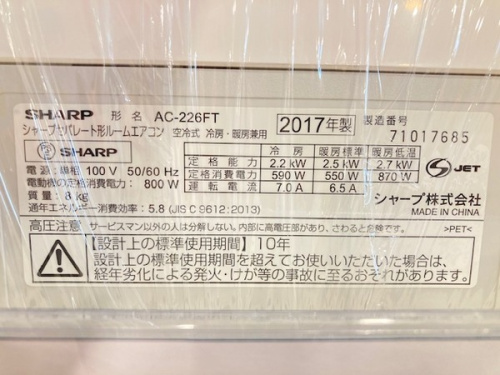 SHARP 形名 AC-226FT 2017年製 製造番号
シャープセパレート形ルームエアコン 空冷式 冷房・暖房兼用 71017685
SHARP
冷房 暖房標準 暖房低温
定格能力 2.2 kW 2.5 kW 2.7 kW
電源 単相 100 V 50/60 Hz 定格消費電力 590 W 550 W 870 W
電動機の定格消費電力: 800 W 運転電流 7.0 A 6.5 A
S JET
質量: 8 kg シャープ株式会社
通年エネルギー消費効率: 5.8 (JIS C 9612:2013) MADE IN CHINA
高圧注意 サービスマン以外の人は分解しないでください。内部に高電圧部があり、さわると危険です。 >PET<
【設計上の標準使用期間】10年
設計上の標準使用期間を超えてお使いいただいた場合は、
経年劣化による発火・けが等の事故に至るおそれがあります。